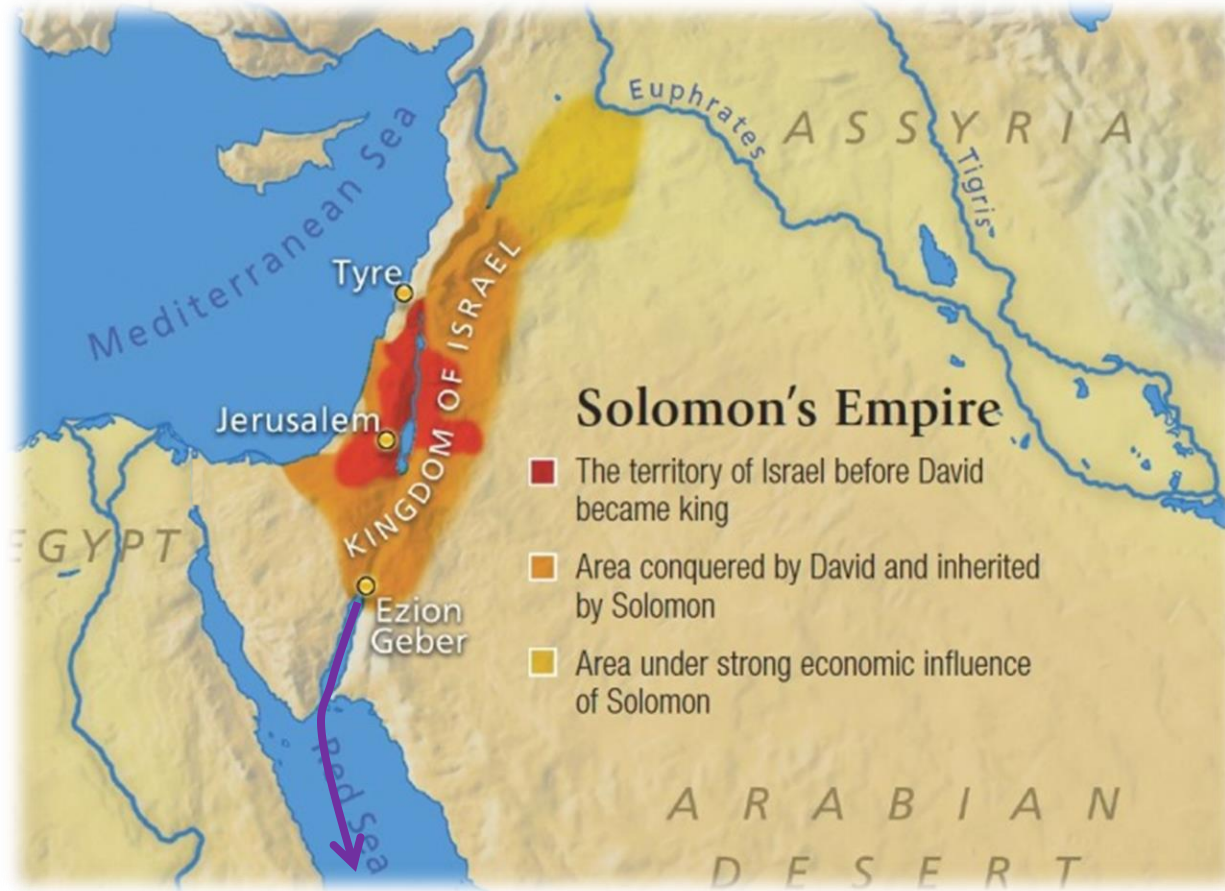 Euphrates
ASSYRIA
Tigris
Mediterranean Sea
Tyre
KINGDOM OF ISRAEL
Jerusalem
Solomon's Empire
The territory of Israel before David
became king
EGYPT
Area conquered by David and inherited
by Solomon
Ezion
Geber
Area under strong economic influence
of Solomon
Red Sea
ARABIAN
DESERT